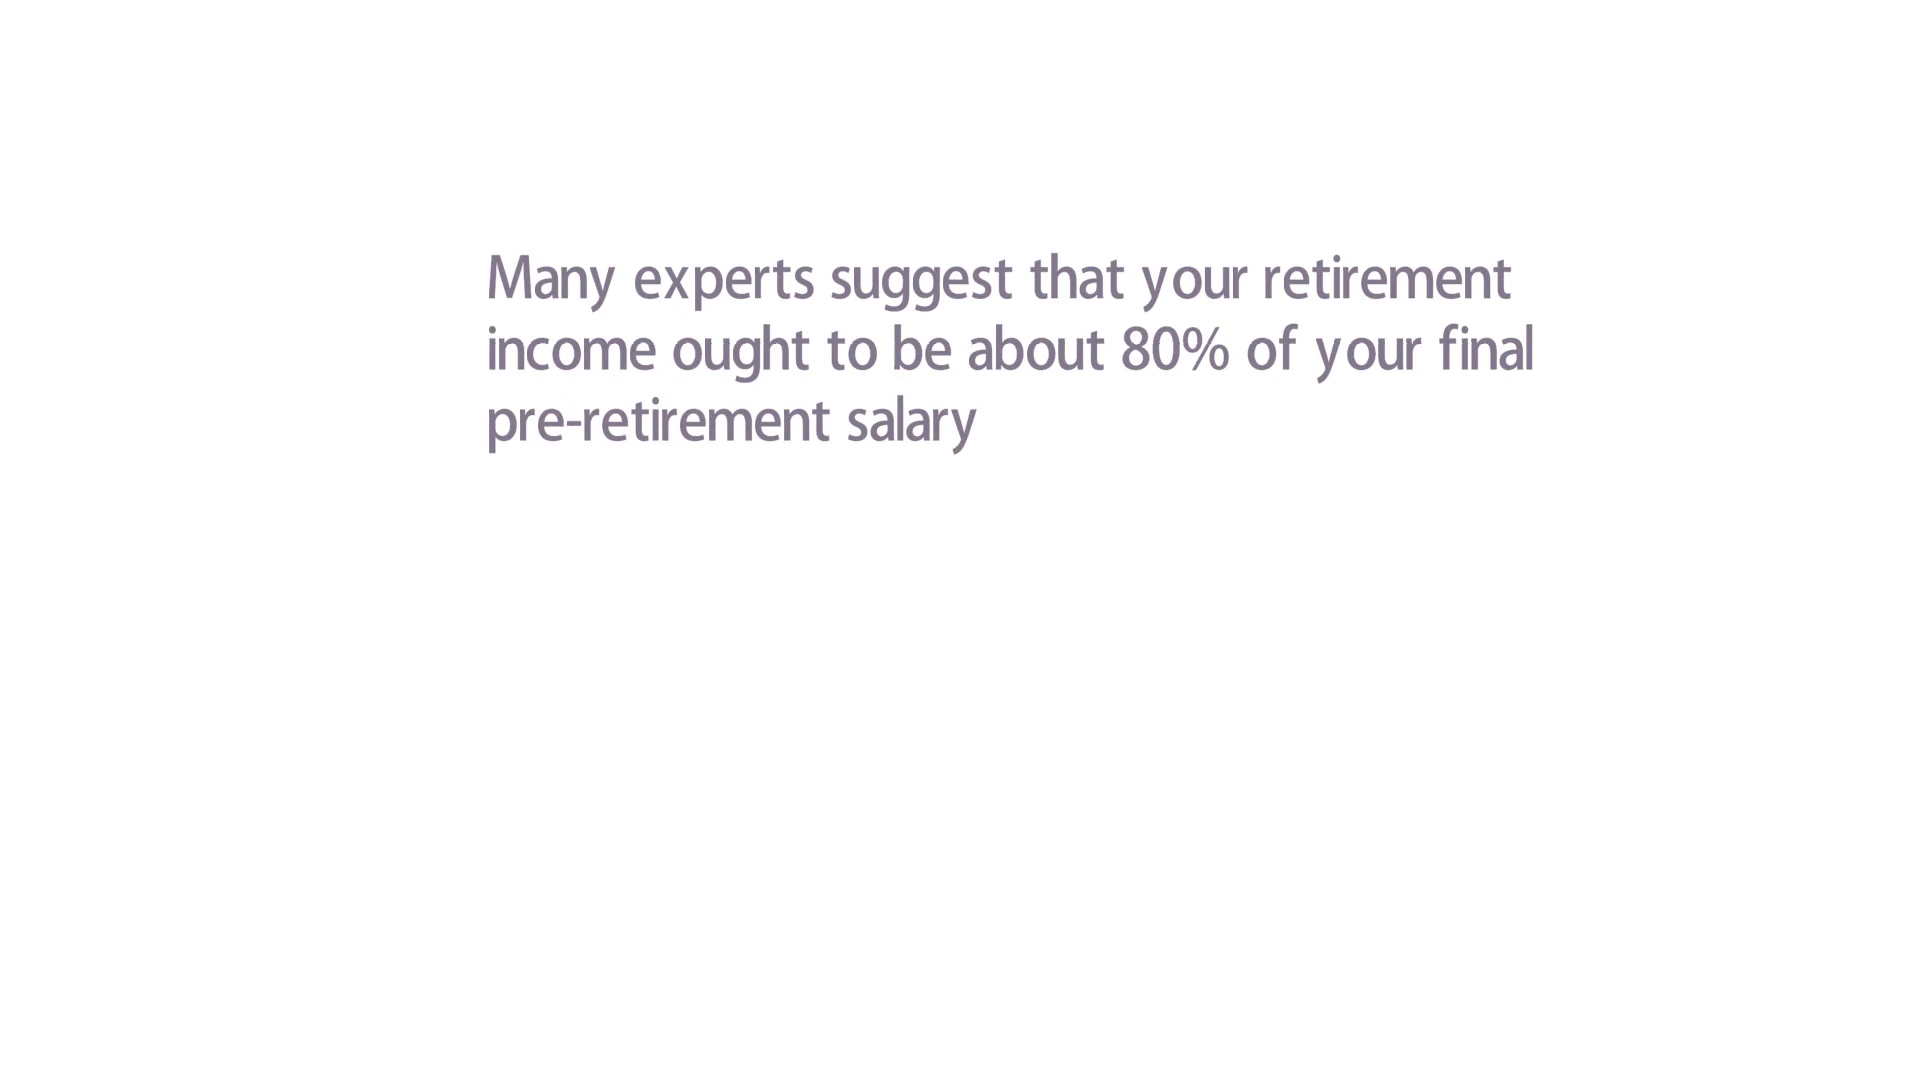 Many experts suggest that your retirement
income ought to be about 80% of your final
pre-retirement salary